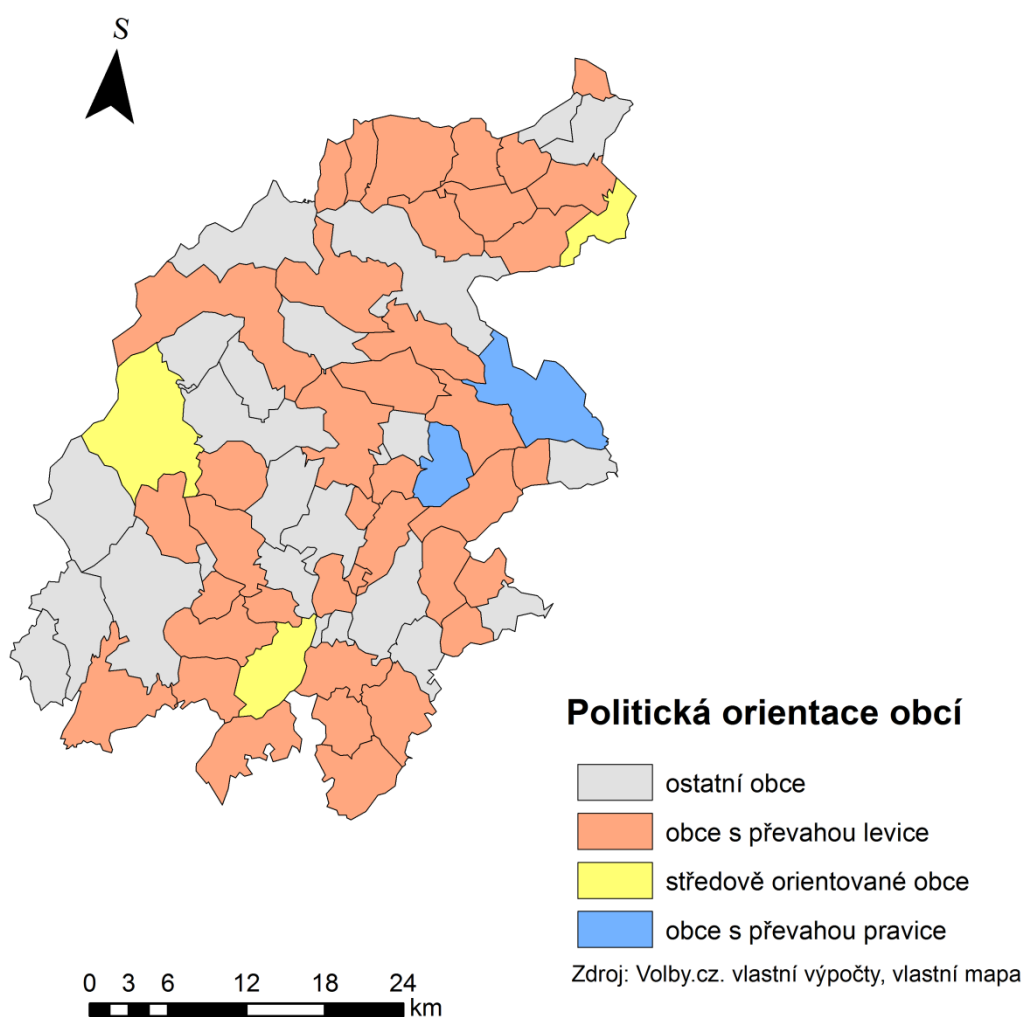 S
Politická orientace obcí
ostatní obce
obce s převahou levice
středově orientované obce
obce s převahou pravice
Zdroj: Volby.cz. vlastní výpočty, vlastní mapa
0 3 6 12 18 24
km